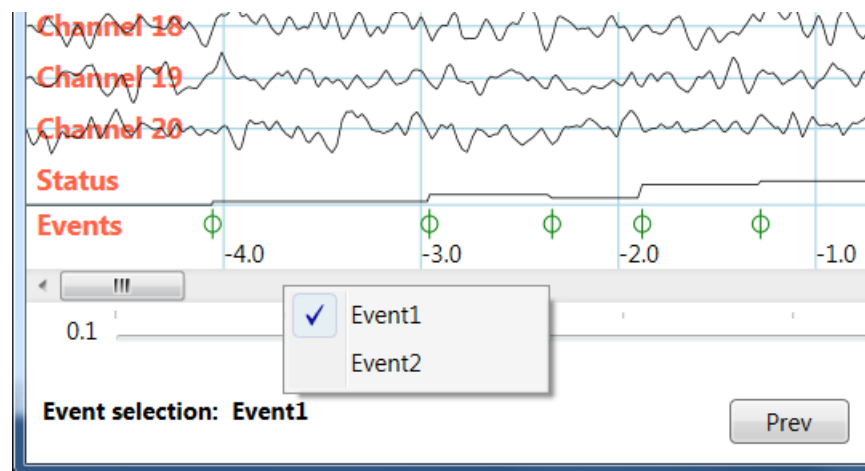 Channel 18
Channel 19
Channel 20
Status
Events
-4.0 -3.0 -2.0 -1.0
0.1
Event1
Event2
Event selection: Event1
Prev